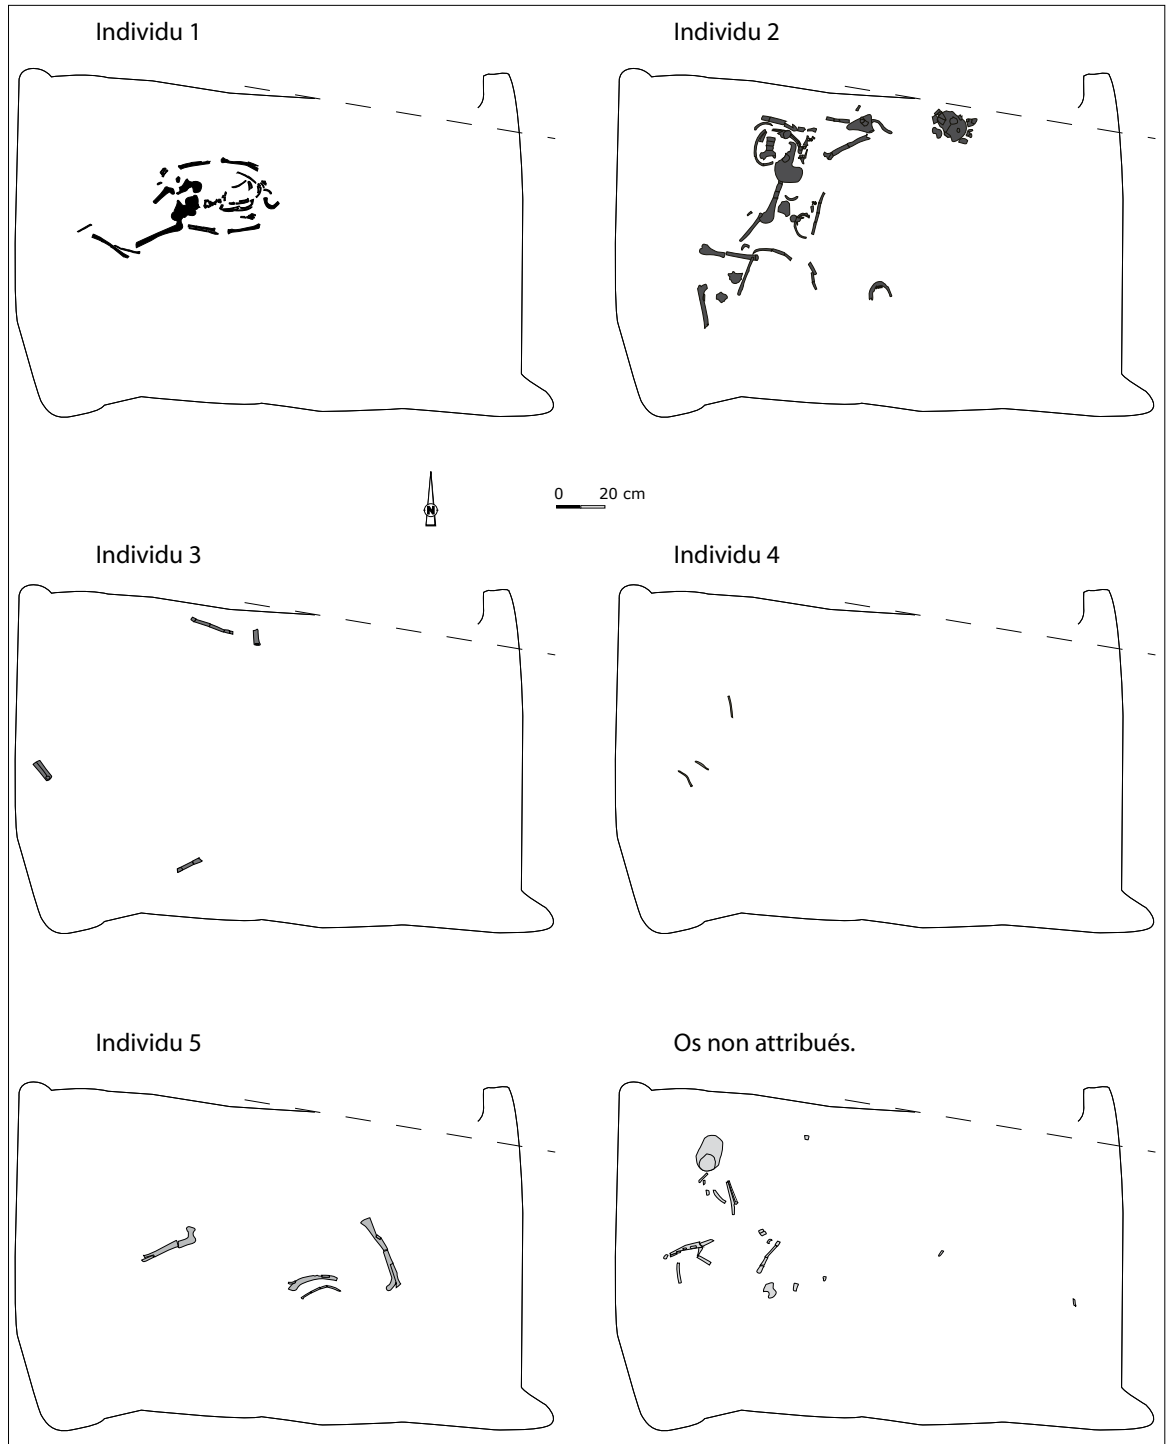 Individu 1
Individu 2
N
0 20 cm
Individu 3
Individu 4
Individu 5
Os non attribués.